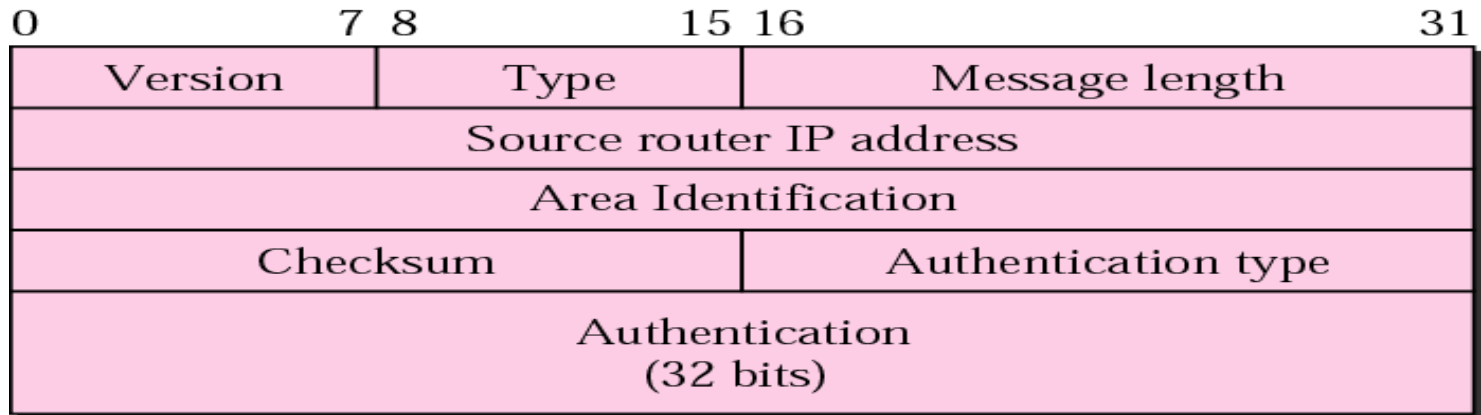 0 7 8 15 16 31
Version Type Message length
Source router IP address
Area Identification
Checksum Authentication type
Authentication
(32 bits)